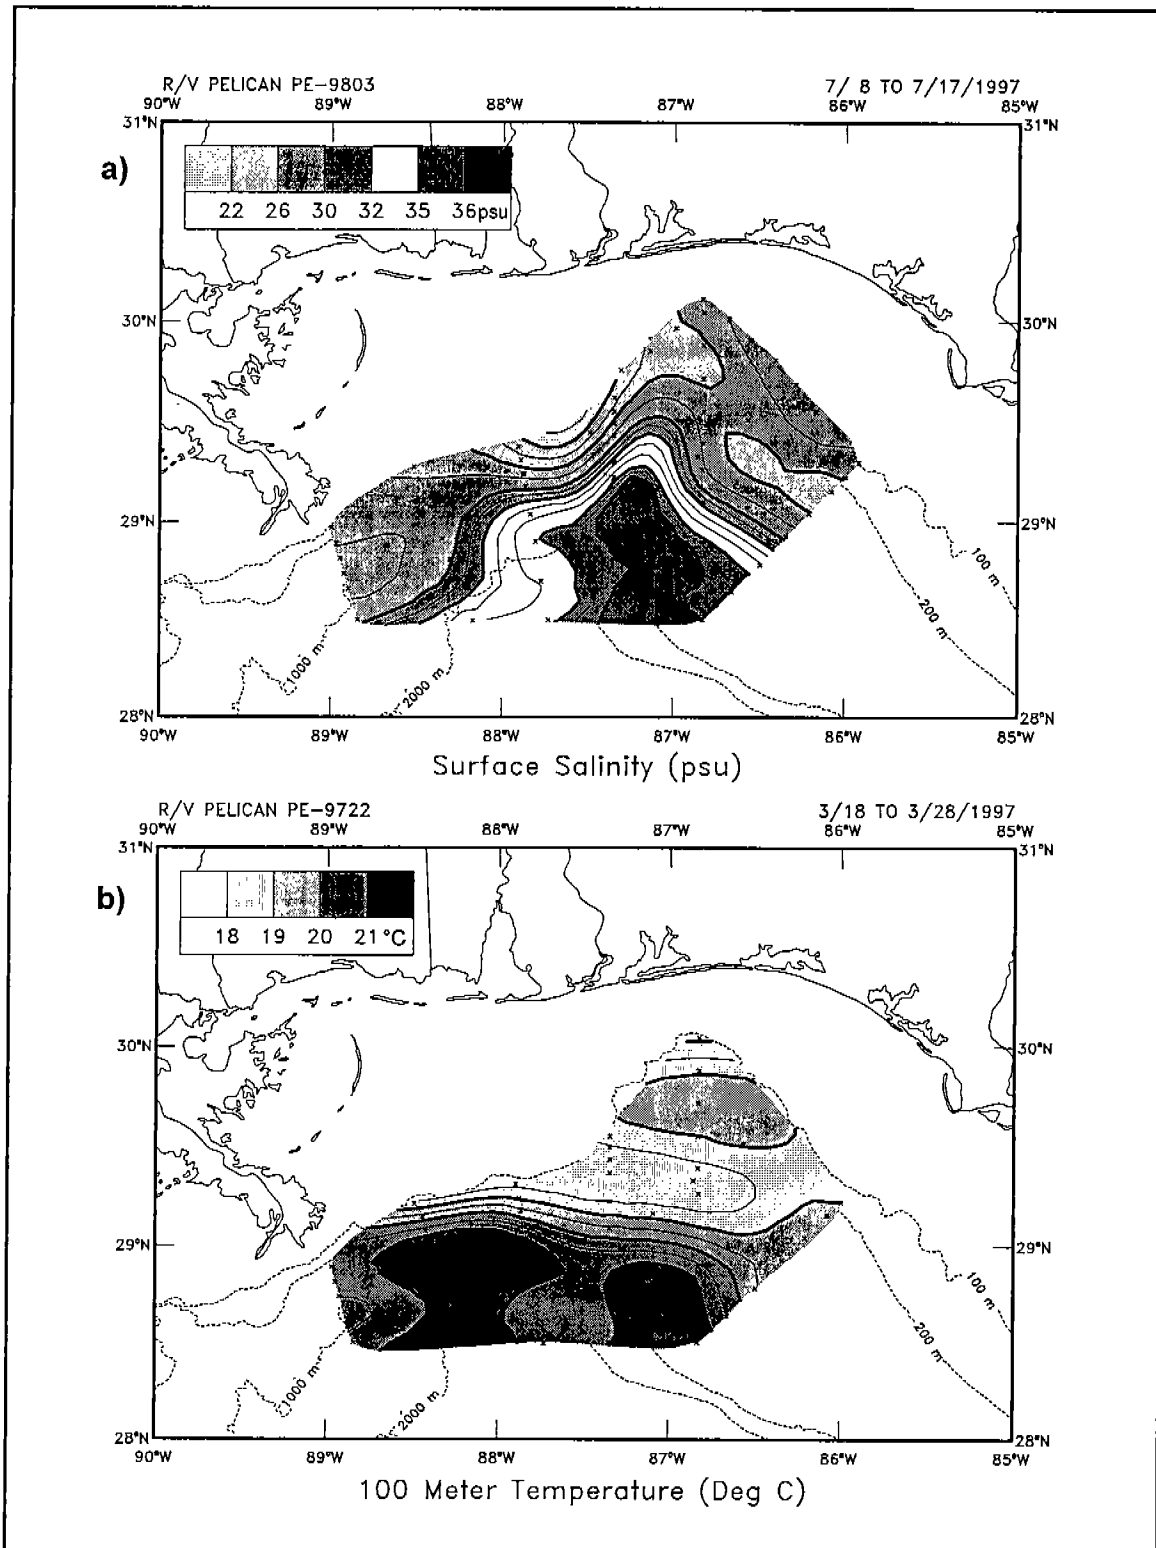 R/V PELICAN PE-9803 7/ 8 TO 7/17/1997
90°W 89°W 88°W 87°W 86°W 85°W
31°N 31°N
a)
22 26 30 32 35 36psu
30°N 30°N
29°N 29°N
100 m
200 m
1000 m
2000 m
28°N 28°N
90°W 89°W 88°W 87°W 86°W 85°W
Surface Salinity (psu)
R/V PELICAN PE-9722 3/18 TO 3/28/1997
90°W 89°W 88°W 87°W 86°W 85°W
31°N 31°N
b)
18 19 20 21°C
30°N 30°N
29°N 29°N
100 m
200 m
1000 m
2000 m
28°N 28°N
90°W 89°W 88°W 87°W 86°W 85°W
100 Meter Temperature (Deg C)